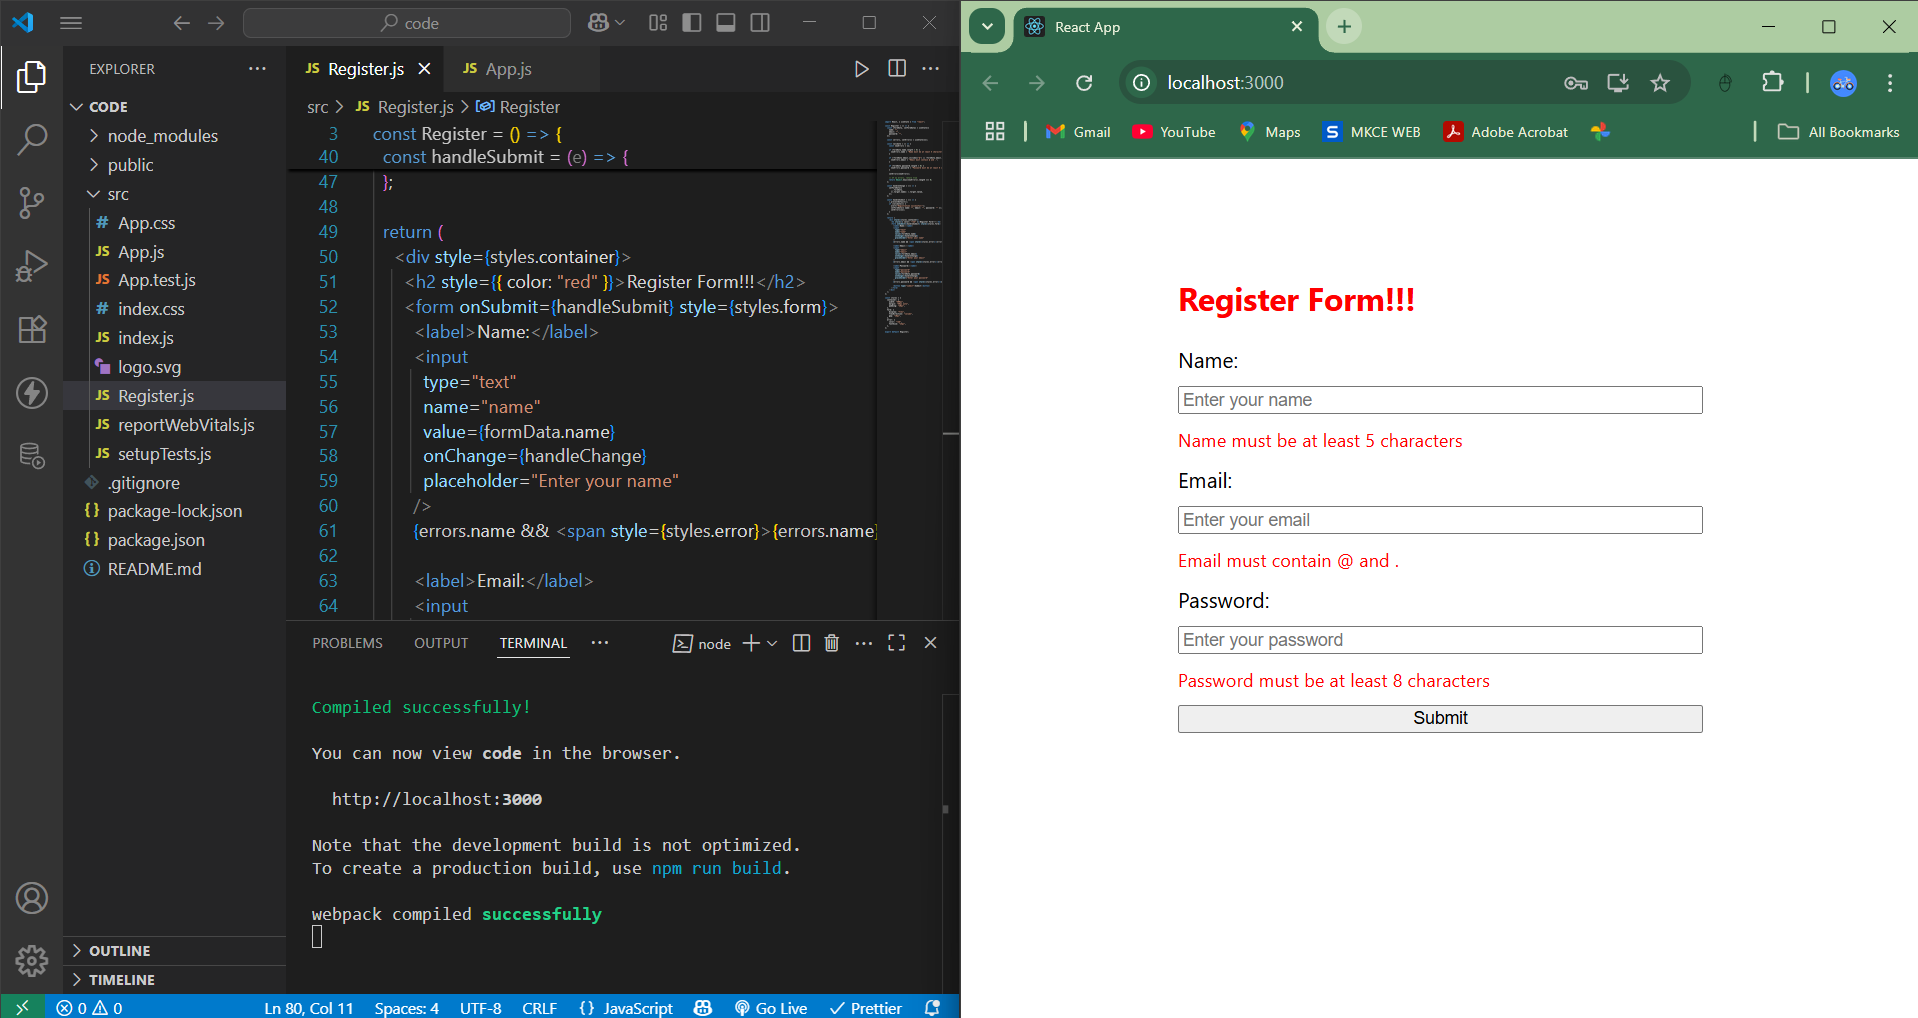 code
EXPLORER
CODE
node_modules
public
src
# App.css
JS App.js
JS App.test.js
# index.css
JS index.js
logo.svg
JS Register.js
JS reportWebVitals.js
JS setupTests.js
.gitignore
{} package-lock.json
{} package.json
README.md
OUTLINE
TIMELINE
JS Register.js
JS App.js
src > JS Register.js > Register
3 const Register = () => {
40 const handleSubmit = (e) => {
47 };
48
49 return (
50 <div style={styles.container}>
51 <h2 style={{ color: "red" }}>Register Form!!!</h2>
52 <form onSubmit={handleSubmit} style={styles.form}>
53 <label>Name:</label>
54 <input
55 type="text"
56 name="name"
57 value={formData.name}
58 onChange={handleChange}
59 placeholder="Enter your name"
60 />
61 {errors.name && <span style={styles.error}>{errors.name}
62
63 <label>Email:</label>
64 <input
PROBLEMS OUTPUT TERMINAL
node
Compiled successfully!
You can now view code in the browser.
http://localhost:3000
Note that the development build is not optimized.
To create a production build, use npm run build.
webpack compiled successfully
0 0 Ln 80, Col 11 Spaces: 4 UTF-8 CRLF {} JavaScript Go Live Prettier
React App
localhost:3000
Gmail YouTube Maps S MKCE WEB Adobe Acrobat All Bookmarks
Register Form!!!
Name:
Enter your name
Name must be at least 5 characters
Email:
Enter your email
Email must contain @ and .
Password:
Enter your password
Password must be at least 8 characters
Submit